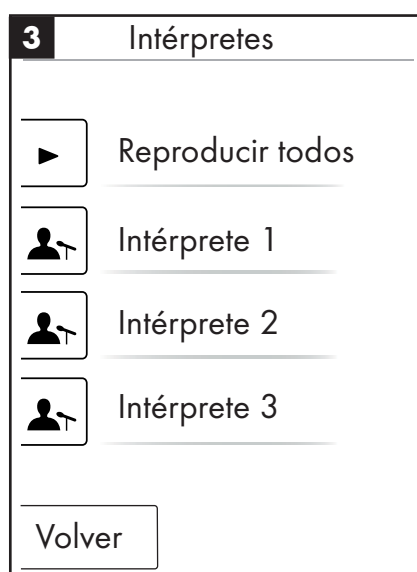 3 Intérpretes
Reproducir todos
Intérprete 1
Intérprete 2
Intérprete 3
Volver